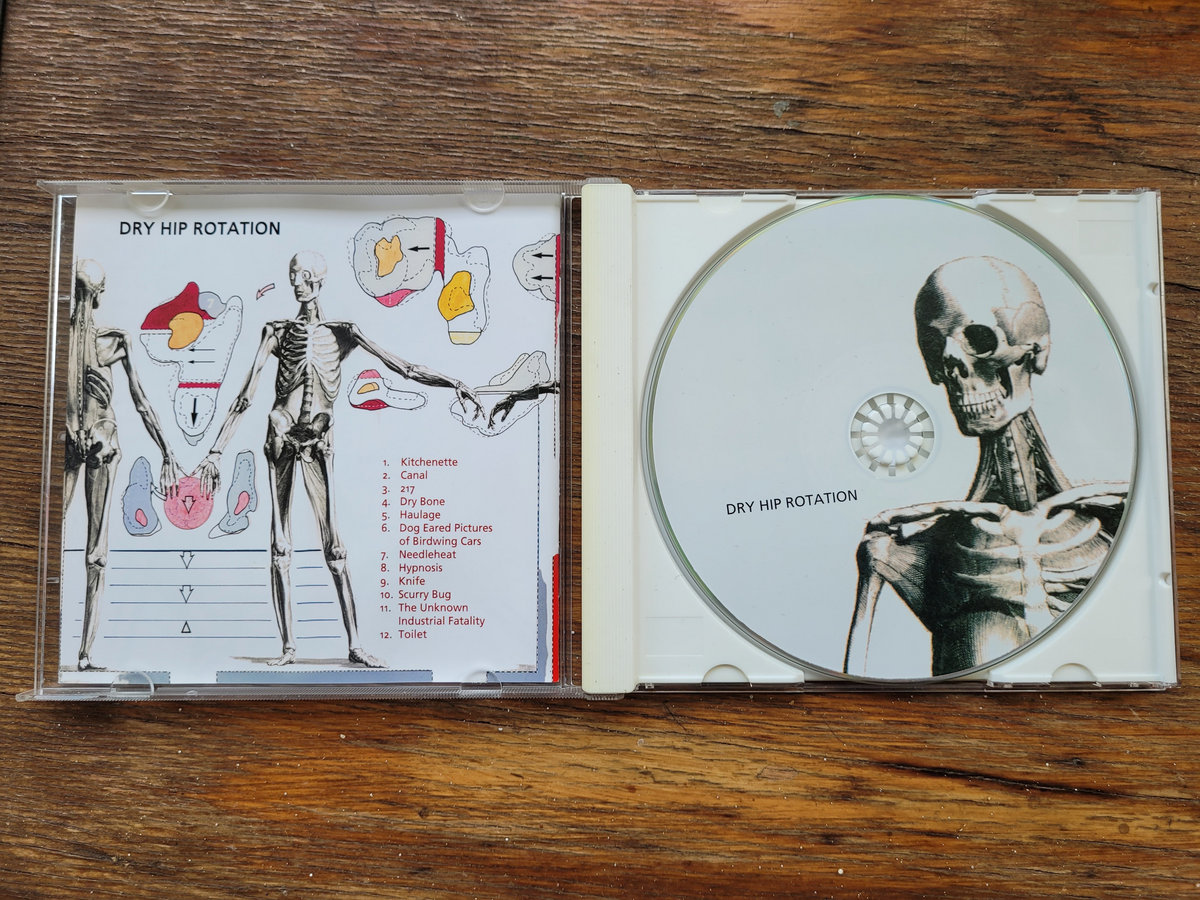 DRY HIP ROTATION
1. Kitchenette
2. Canal
3. 217
4. Dry Bone
5. Haulage
6. Dog Eared Pictures
of Birdwing Cars
7. Needleheat
8. Hypnosis
9. Knife
10. Scurry Bug
11. The Unknown
Industrial Fatality
12. Toilet
DRY HIP ROTATION